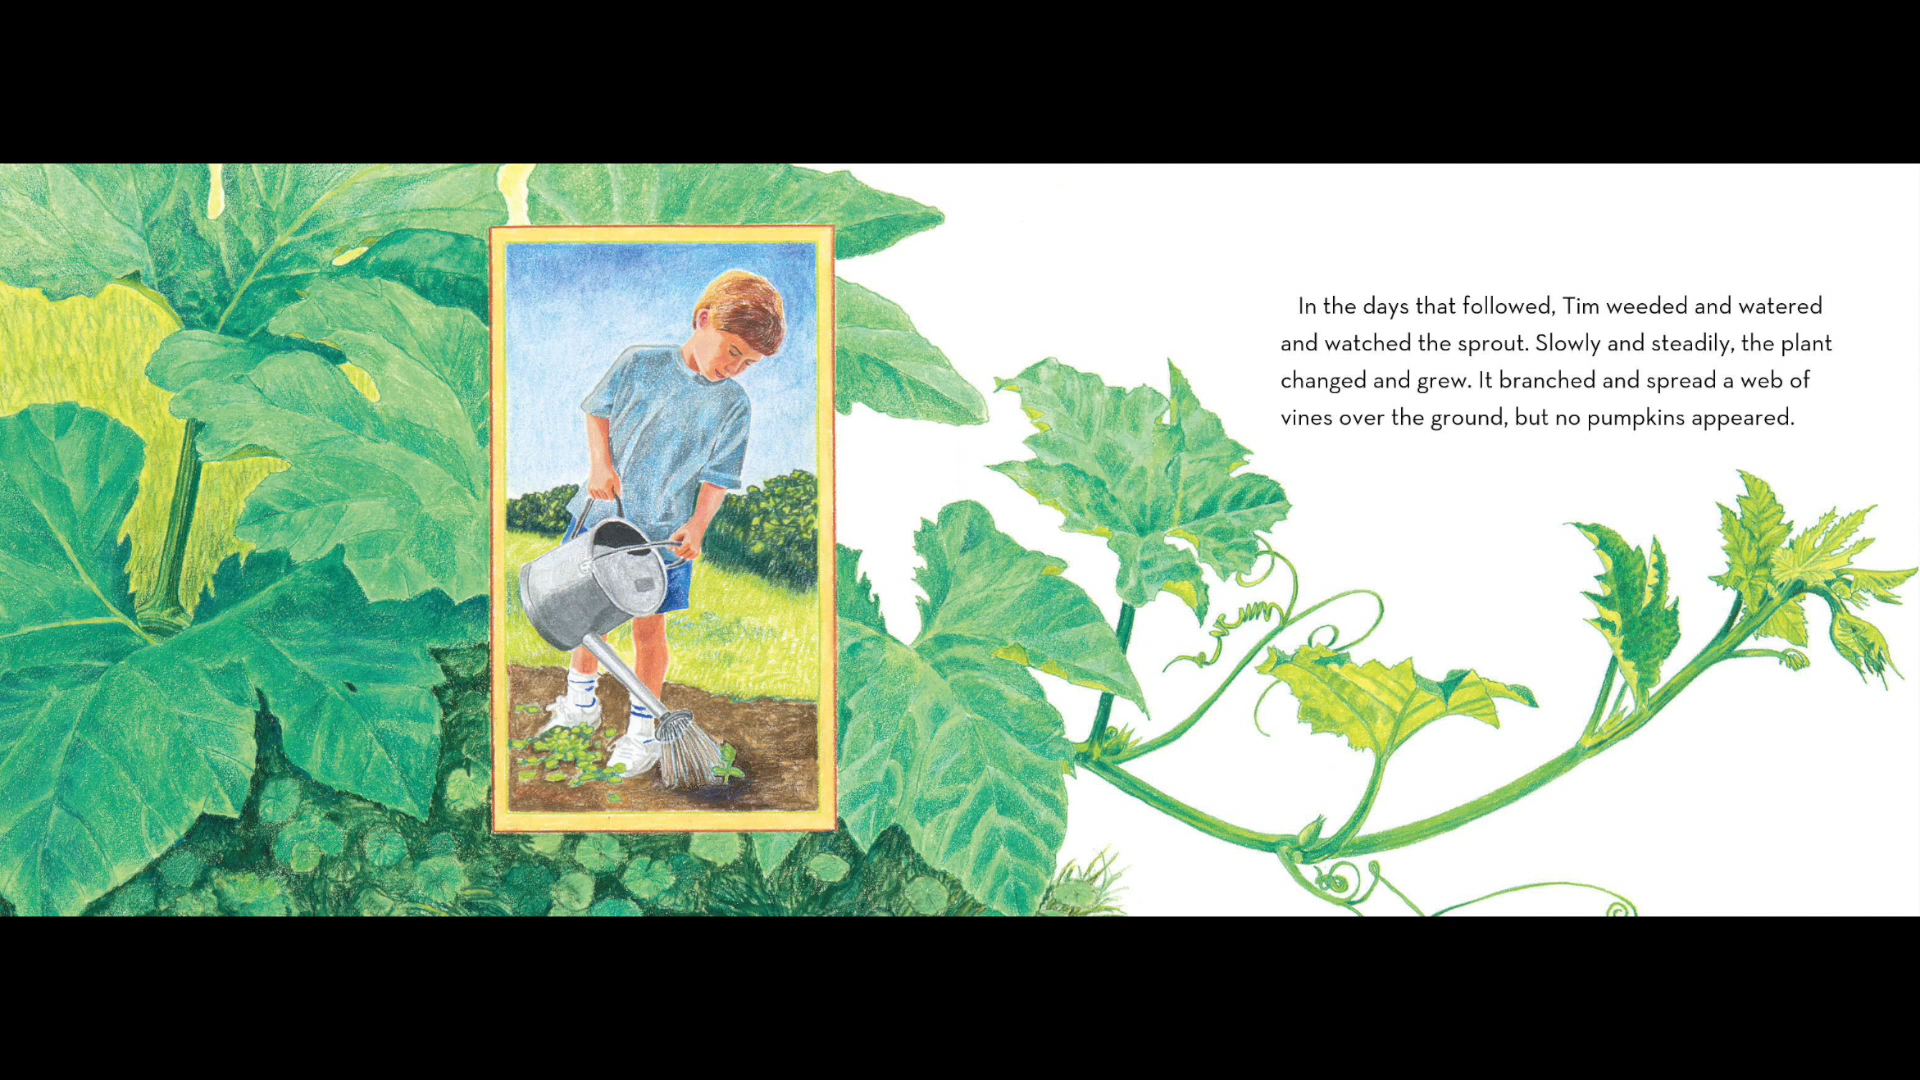 In the days that followed, Tim weeded and watered
and watched the sprout. Slowly and steadily, the plant
changed and grew. It branched and spread a web of
vines over the ground, but no pumpkins appeared.